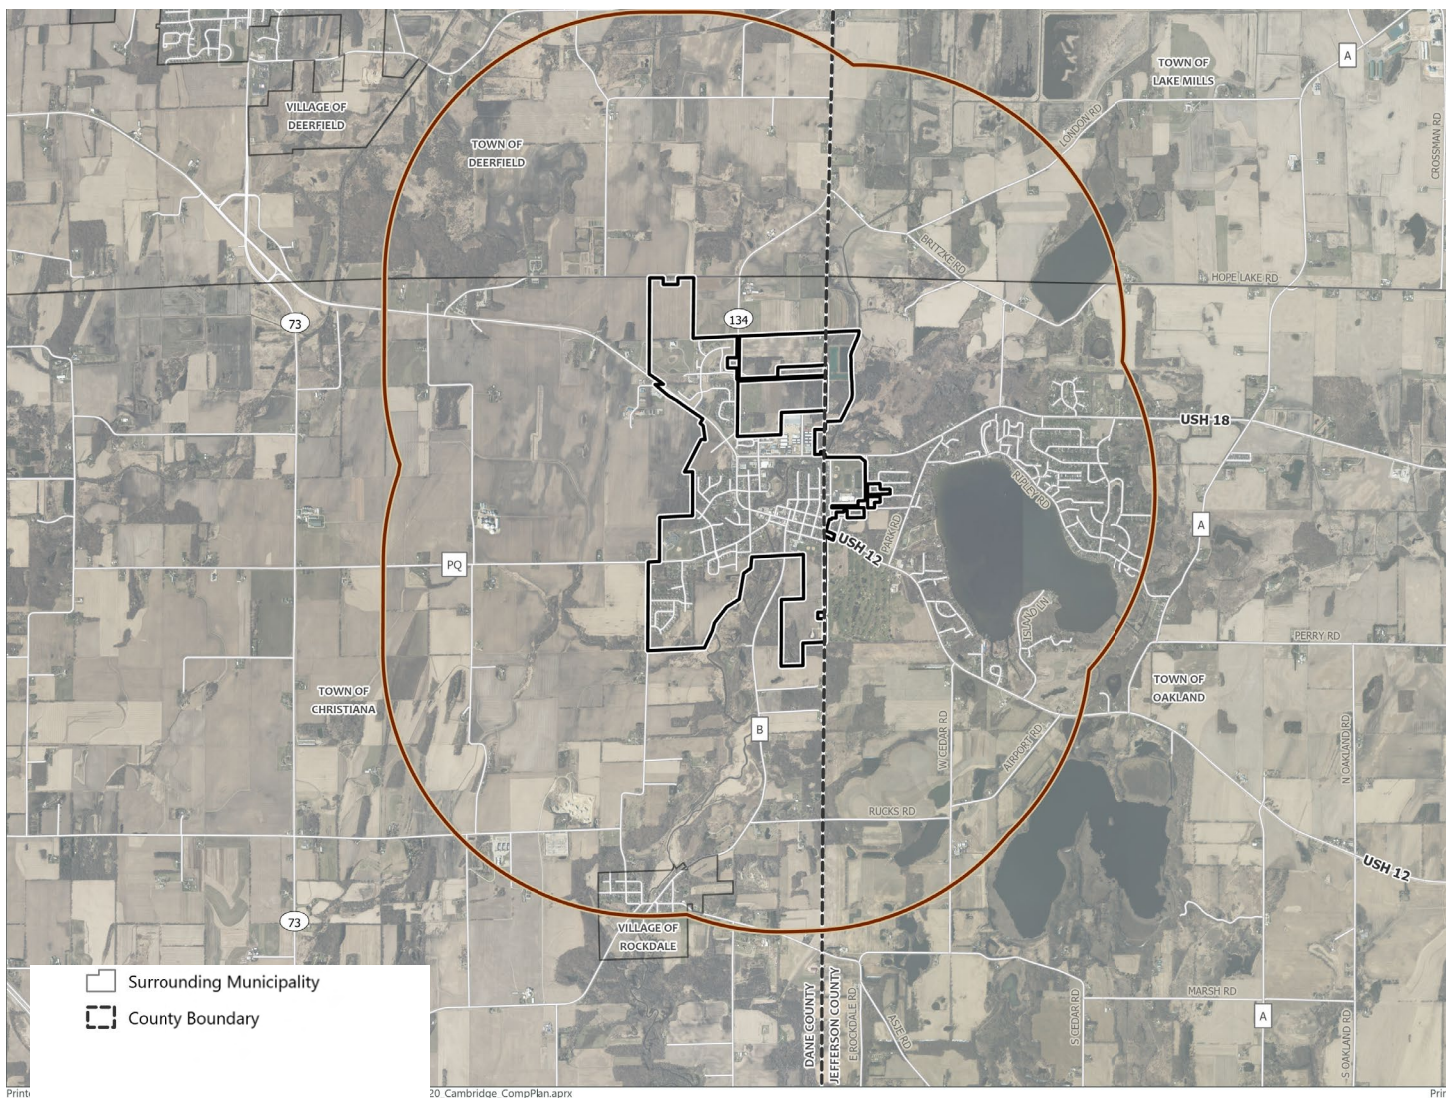 A
TOWN OF
LAKE MILLS
VILLAGE OF
DEERFIELD
LONDON RD
CROSSMAN RD
TOWN OF
DEERFIELD
BRITZKE RD
HOPE LAKE RD
73
134
USH 18
RIPLEY RD
A
PARK RD
USH 12
PQ
ISLAND LN
PERRY RD
TOWN OF
CHRISTIANA
TOWN OF
OAKLAND
B
W CEDAR RD
AIRPORT RD
N OAKLAND RD
RUCKS RD
USH 12
73
VILLAGE OF
ROCKDALE
Surrounding Municipality
County Boundary
DANE COUNTY
JEFFERSON COUNTY
E ROCKDALE RD
ASJE RD
S CEDAR RD
MARSH RD
A
S OAKLAND RD
20_Cambridge_CompPlan.aprx